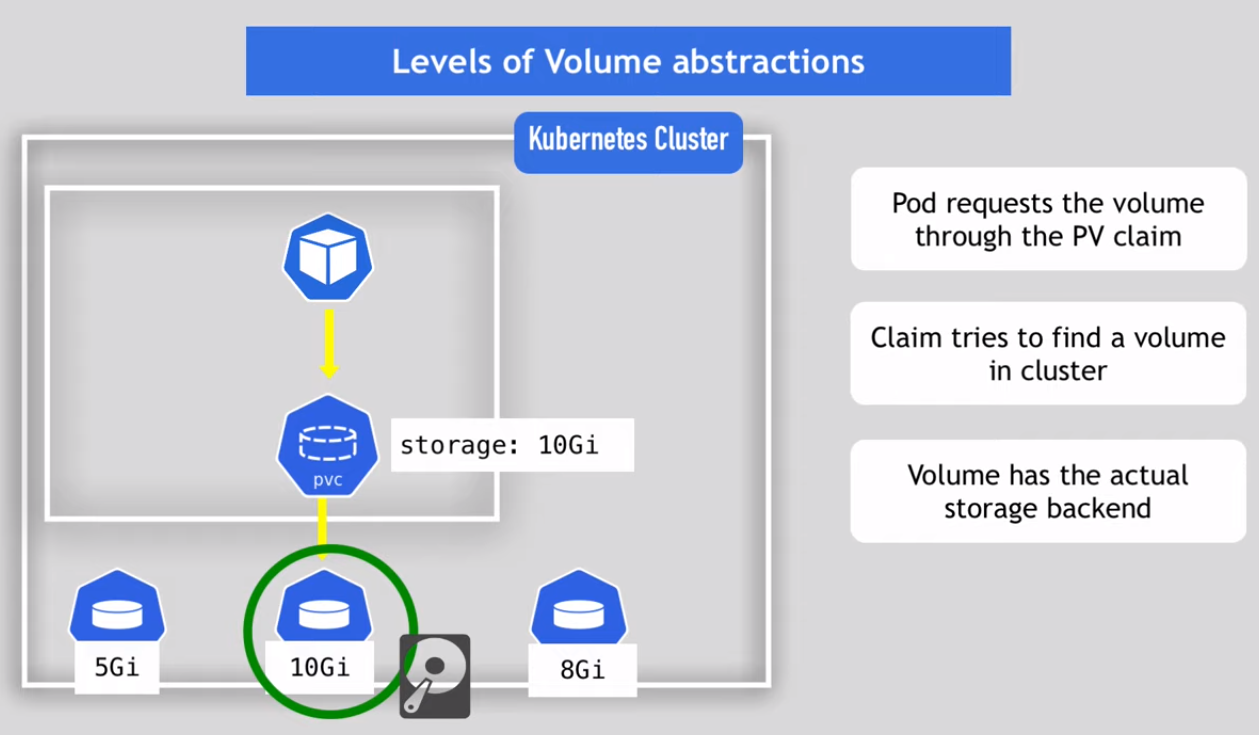 Levels of Volume abstractions
Kubernetes Cluster
Pod requests the volume
through the PV claim
Claim tries to find a volume
in cluster
storage: 10Gi
pvc
Volume has the actual
storage backend
5Gi
10Gi
8Gi